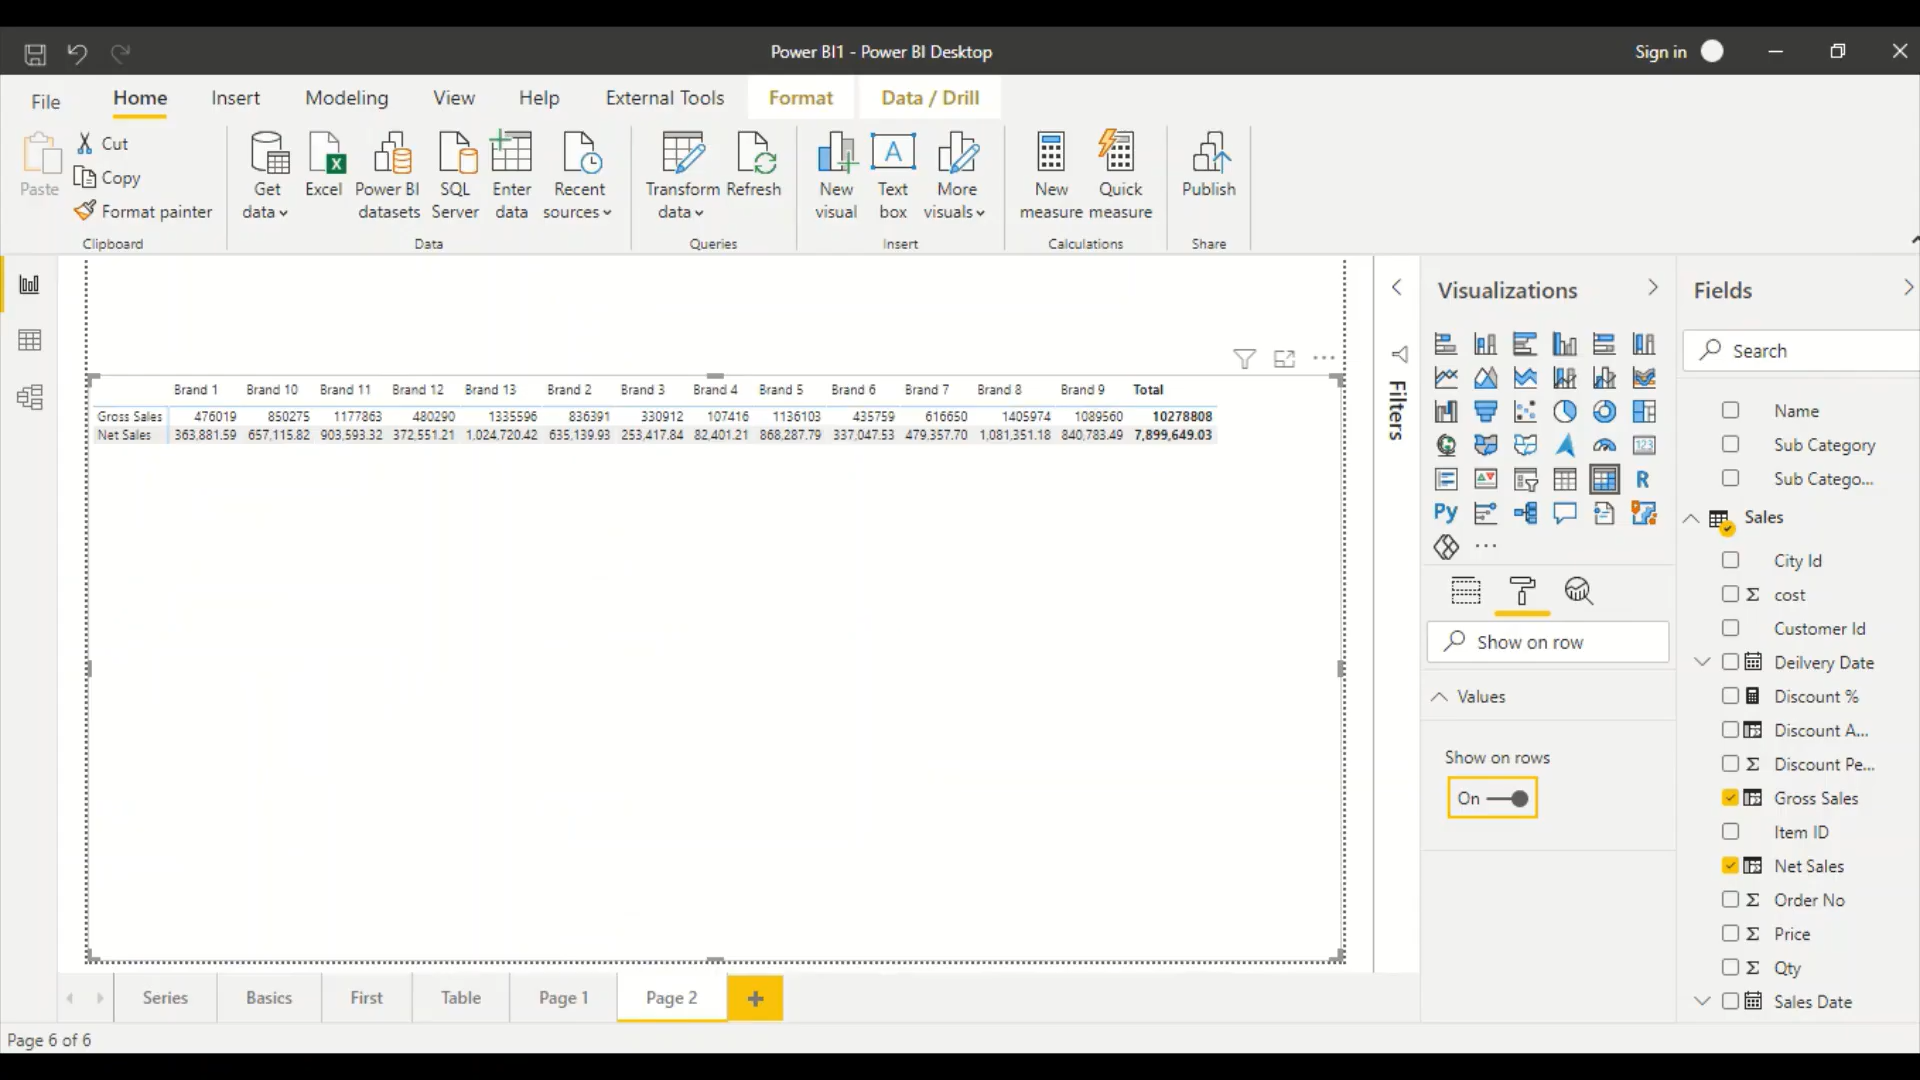 Power BI1 - Power BI Desktop
Sign in
File
Home
Insert
Modeling
View
Help
External Tools
Format
Data / Drill
Paste
Cut
Copy
Format painter
Clipboard
Get data
Excel
Power BI datasets
SQL Server
Enter data
Recent sources
Data
Transform data
Refresh
Queries
New visual
Text box
More visuals
Insert
New measure
Quick measure
Calculations
Publish
Share
Brand 1 Brand 10 Brand 11 Brand 12 Brand 13 Brand 2 Brand 3 Brand 4 Brand 5 Brand 6 Brand 7 Brand 8 Brand 9 Total
Gross Sales 476019 850275 1177863 480290 1335596 836391 330912 107416 1136103 435759 616650 1405974 1089560 10278808
Net Sales 363,881.59 657,115.82 903,593.32 372,551.21 1,024,720.42 635,139.93 253,417.84 82,401.21 868,287.79 337,047.53 479,357.70 1,081,351.18 840,783.49 7,899,649.03
Filters
Visualizations
R
Py
123
Show on row
Values
Show on rows
On
Fields
Search
Name
Sub Category
Sub Catego...
Sales
City Id
Σ cost
Customer Id
Deilvery Date
Discount %
Discount A...
Σ Discount Pe...
Gross Sales
Item ID
Net Sales
Σ Order No
Σ Price
Σ Qty
Sales Date
Series
Basics
First
Table
Page 1
Page 2
Page 6 of 6